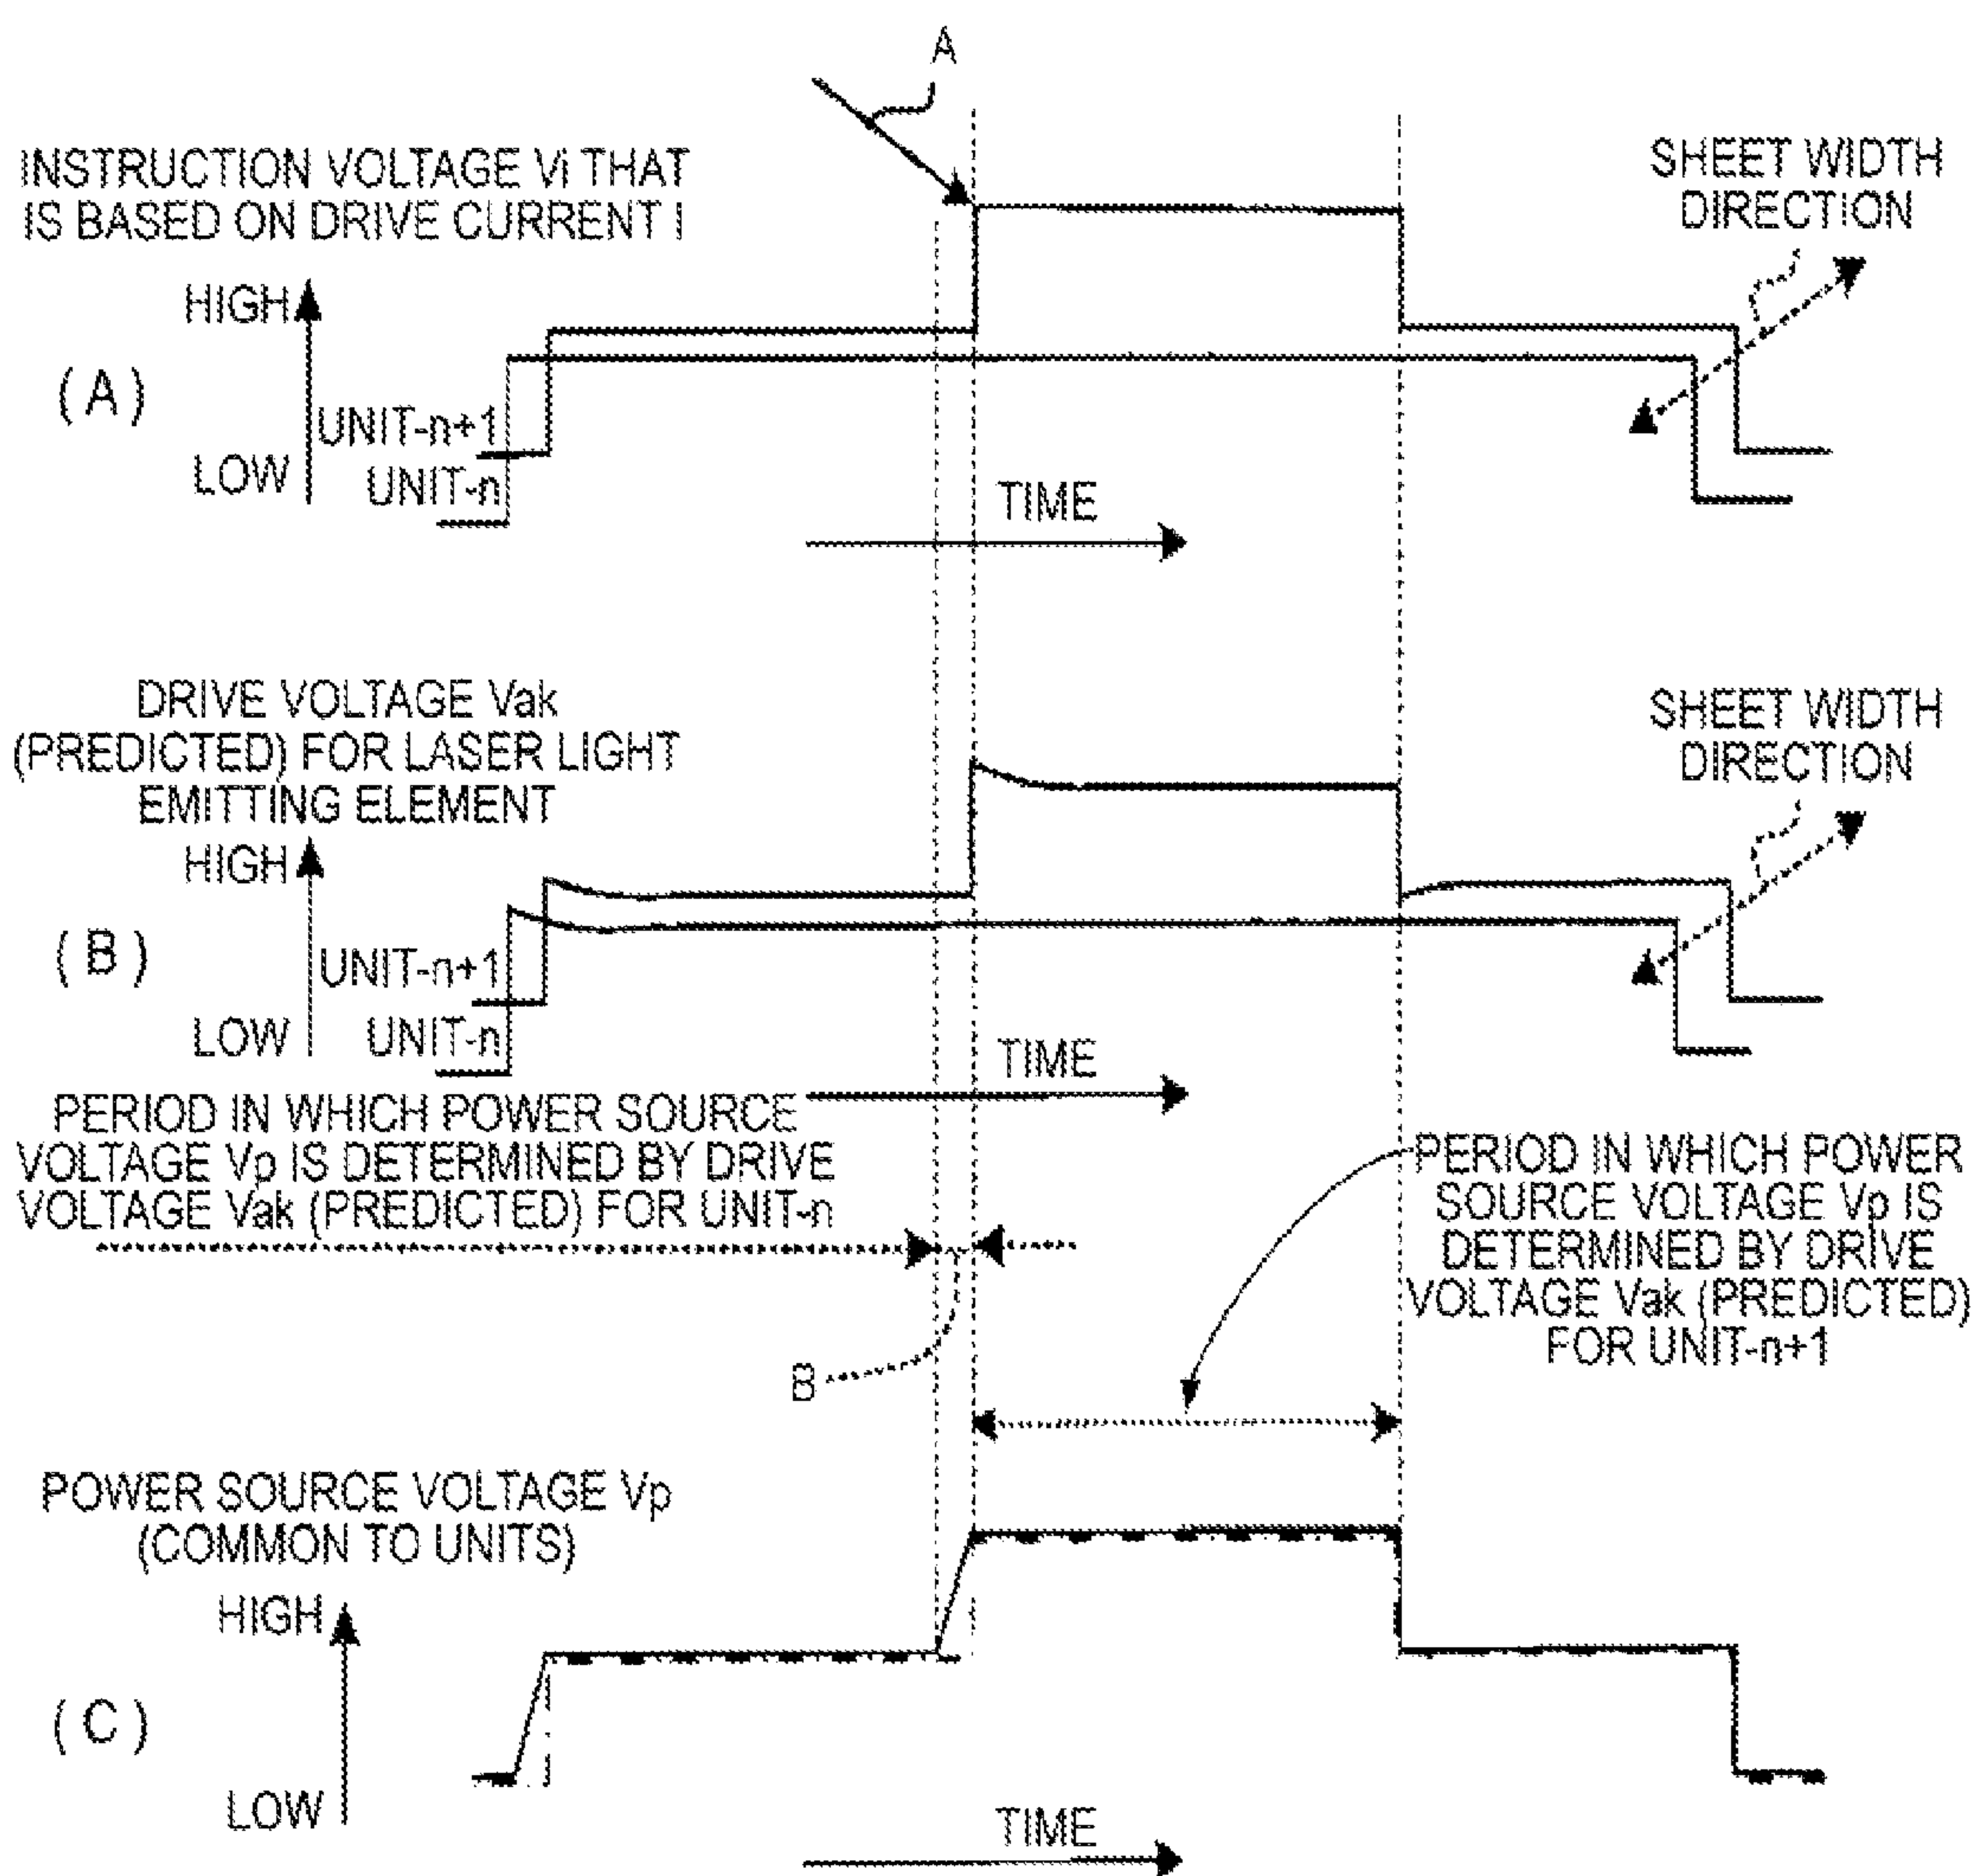 A
INSTRUCTION VOLTAGE Vi THAT
IS BASED ON DRIVE CURRENT I
SHEET WIDTH
DIRECTION
HIGH
(A)
UNIT-n+1
LOW
UNIT-n
TIME
DRIVE VOLTAGE Vak
(PREDICTED) FOR LASER LIGHT
EMITTING ELEMENT
SHEET WIDTH
DIRECTION
HIGH
(B)
UNIT-n+1
LOW
UNIT-n
TIME
PERIOD IN WHICH POWER SOURCE
VOLTAGE Vp IS DETERMINED BY DRIVE
VOLTAGE Vak (PREDICTED) FOR UNIT-n
PERIOD IN WHICH POWER
SOURCE VOLTAGE Vp IS
DETERMINED BY DRIVE
VOLTAGE Vak (PREDICTED)
FOR UNIT-n+1
B
POWER SOURCE VOLTAGE Vp
(COMMON TO UNITS)
HIGH
(C)
LOW
TIME